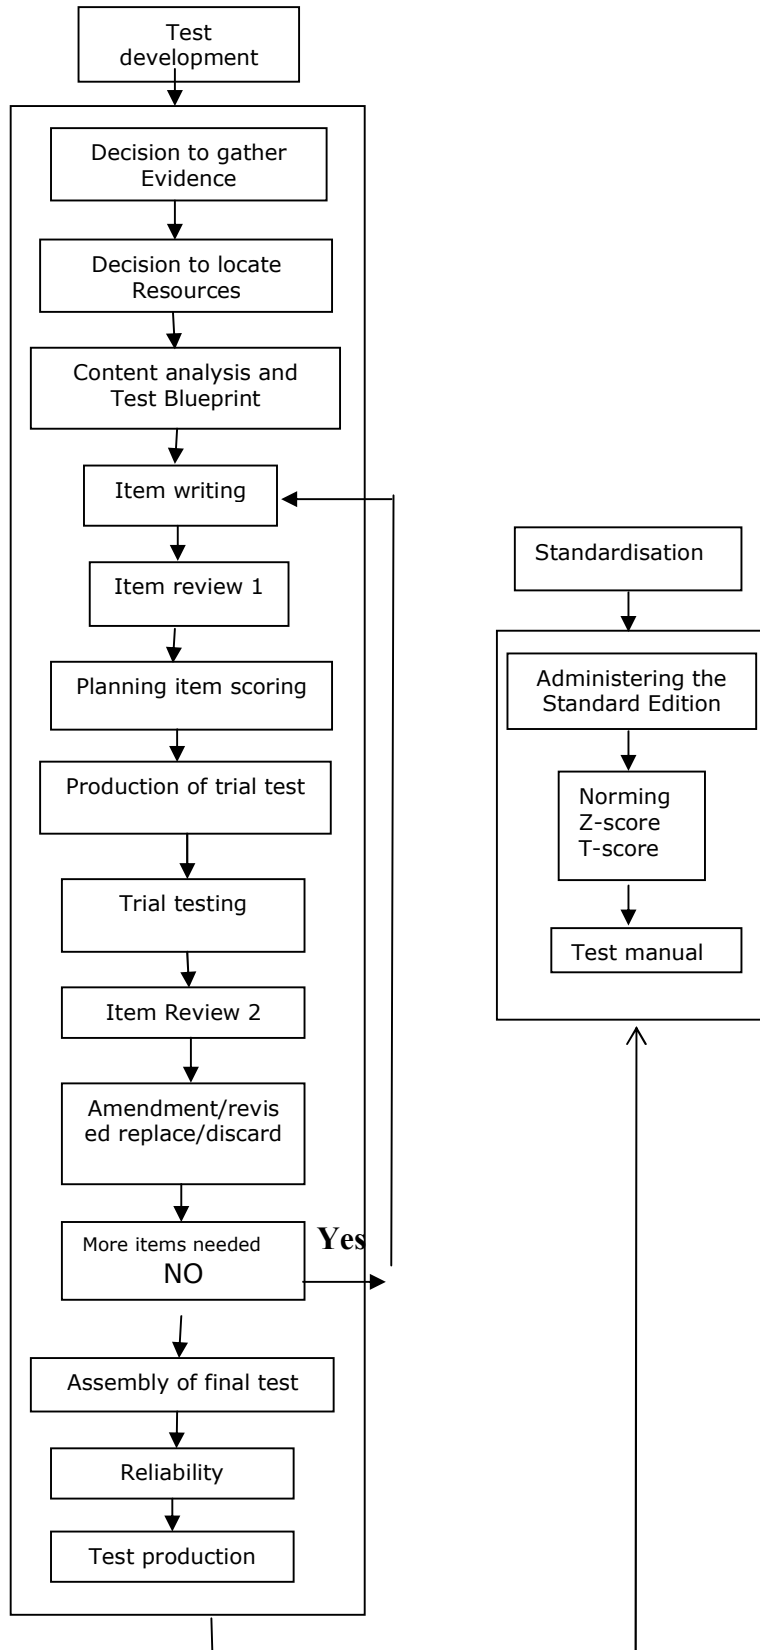 Test
development
Decision to gather
Evidence
Decision to locate
Resources
Content analysis and
Test Blueprint
Item writing
Item review 1
Planning item scoring
Production of trial test
Trial testing
Item Review 2
Amendment/revis
ed replace/discard
More items needed
NO
Yes
Assembly of final test
Reliability
Test production
Standardisation
Administering the
Standard Edition
Norming
Z-score
T-score
Test manual